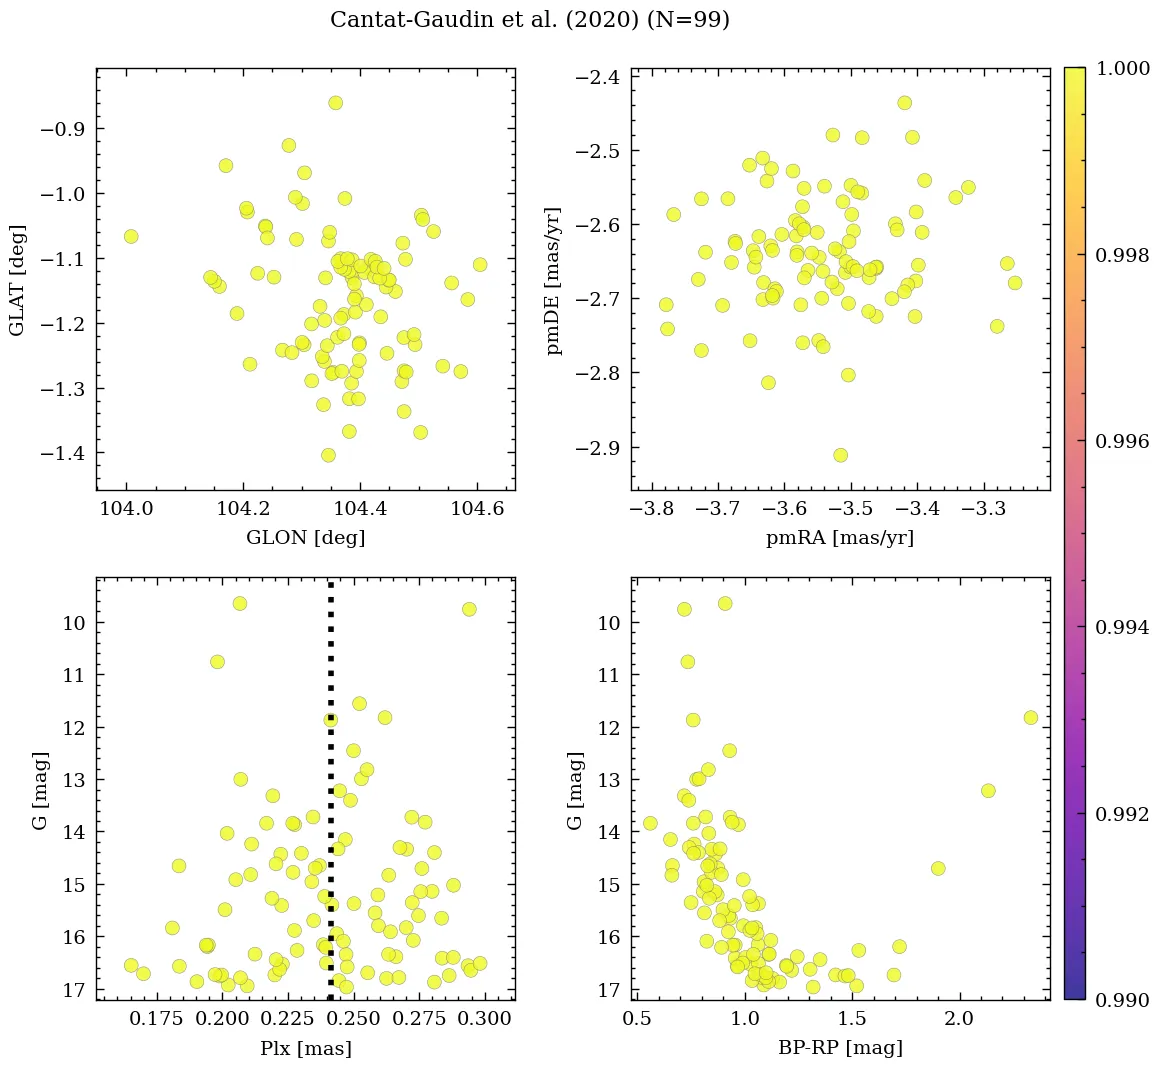 Cantat-Gaudin et al. (2020) (N=99)
−0.9
−1.0
−1.1
−1.2
−1.3
−1.4
GLAT [deg]
104.0 104.2 104.4 104.6
GLON [deg]
−2.4
−2.5
−2.6
−2.7
−2.8
−2.9
pmDE [mas/yr]
−3.8 −3.7 −3.6 −3.5 −3.4 −3.3
pmRA [mas/yr]
10
11
12
13
14
15
16
17
G [mag]
0.175 0.200 0.225 0.250 0.275 0.300
Plx [mas]
10
11
12
13
14
15
16
17
G [mag]
0.5 1.0 1.5 2.0
BP-RP [mag]
1.000
0.998
0.996
0.994
0.992
0.990